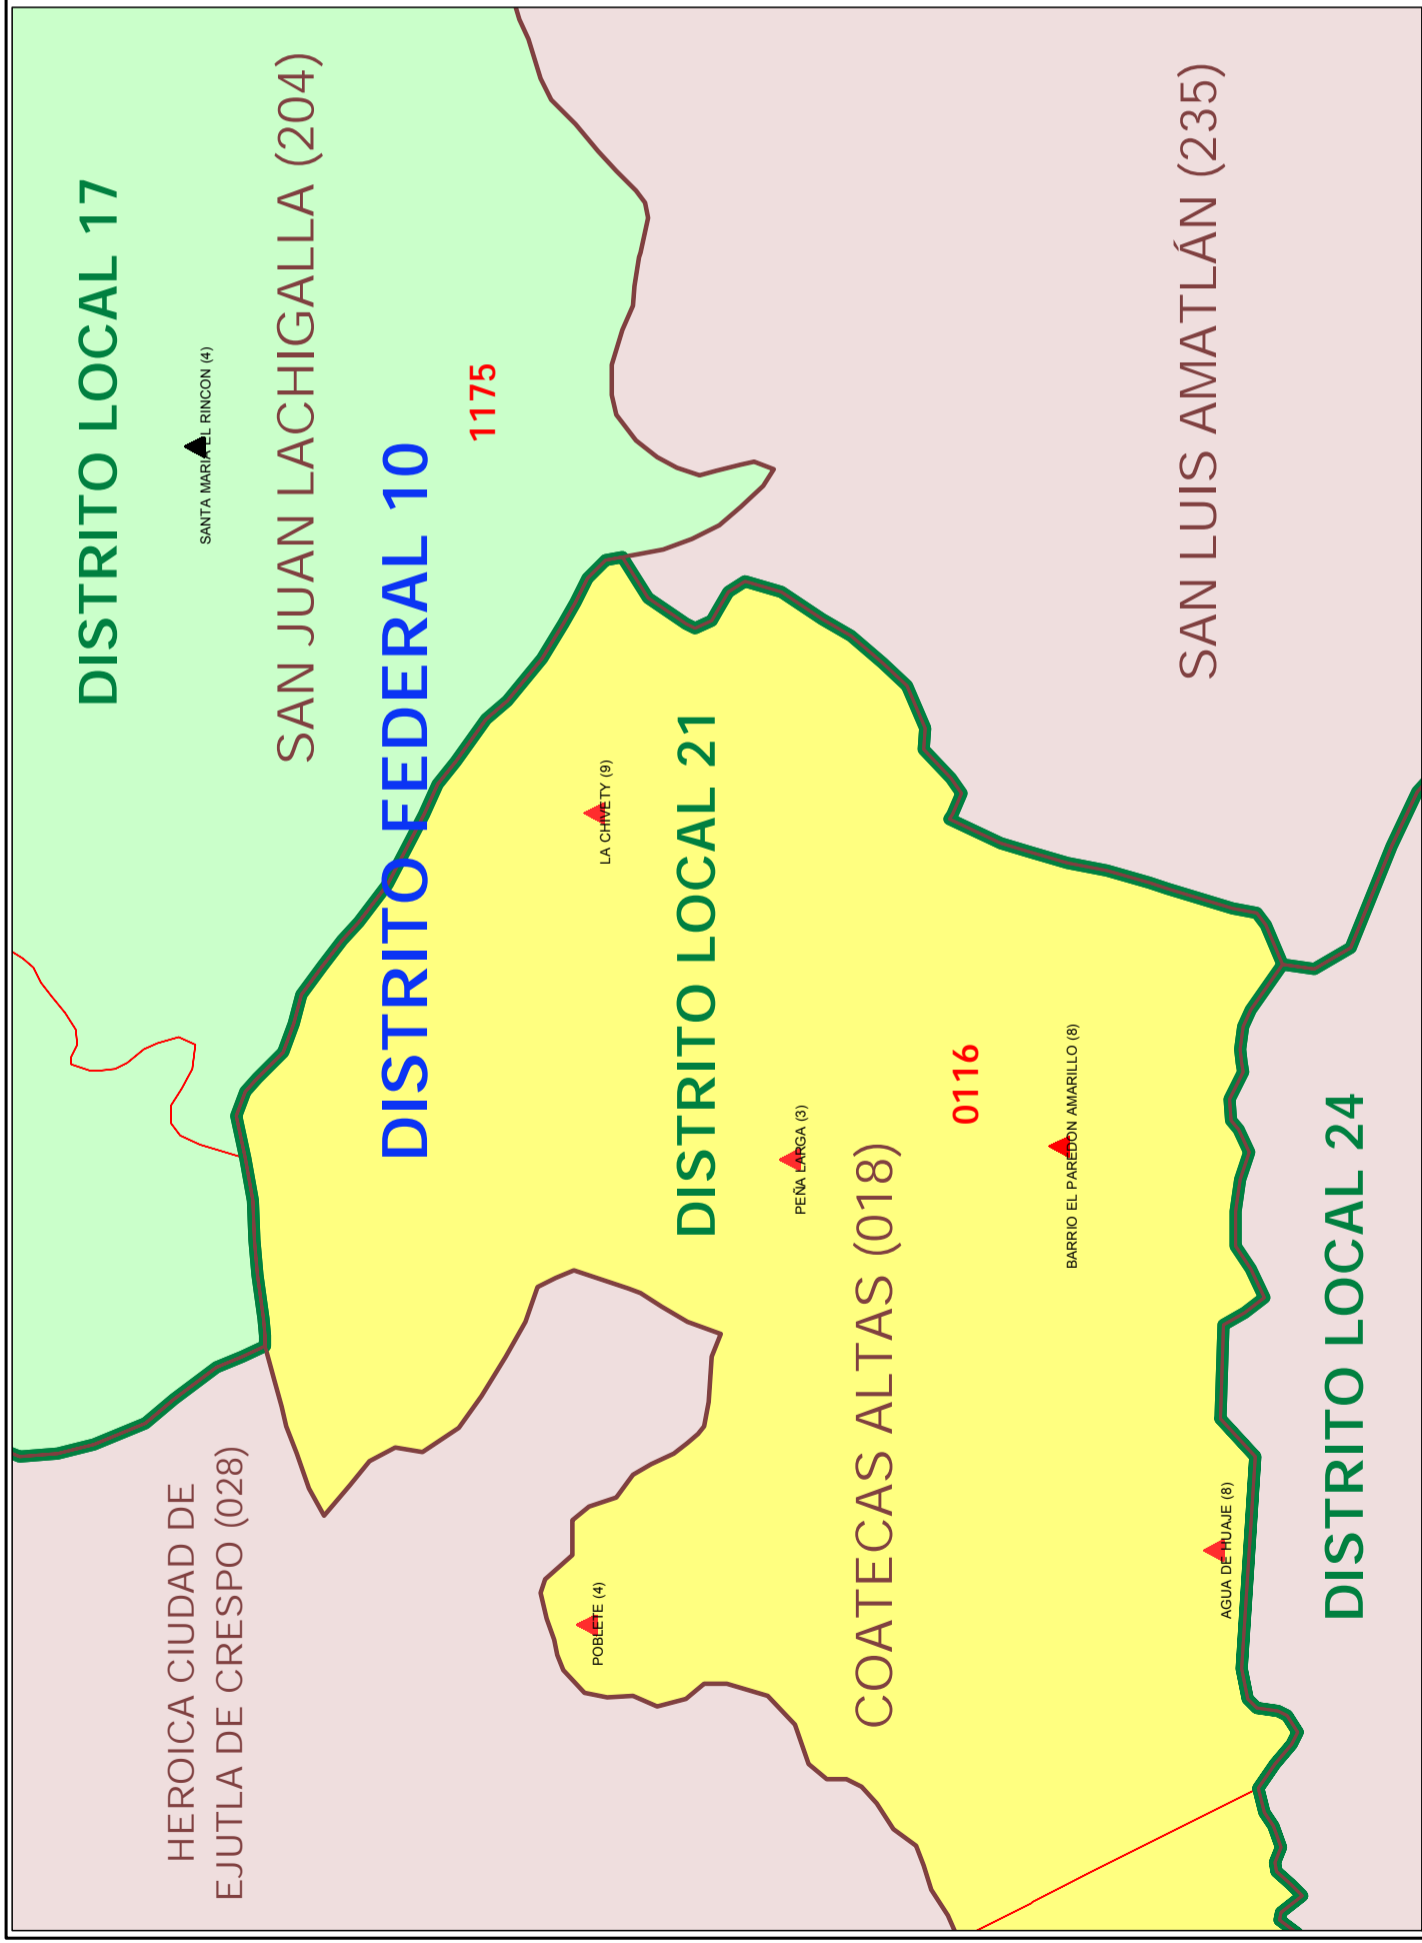 DISTRITO LOCAL 17
SANTA MARIA EL RINCON (4)
SAN JUAN LACHIGALLA (204)
DISTRITO FEDERAL 10
1175
HEROICA CIUDAD DE
EJUTLA DE CRESPO (028)
LA CHIVETY (9)
POBLETE (4)
DISTRITO LOCAL 21
PEÑA LARGA (3)
COATECAS ALTAS (018)
0116
BARRIO EL PAREDON AMARILLO (8)
SAN LUIS AMATLÁN (235)
AGUA DE HUAJE (8)
DISTRITO LOCAL 24